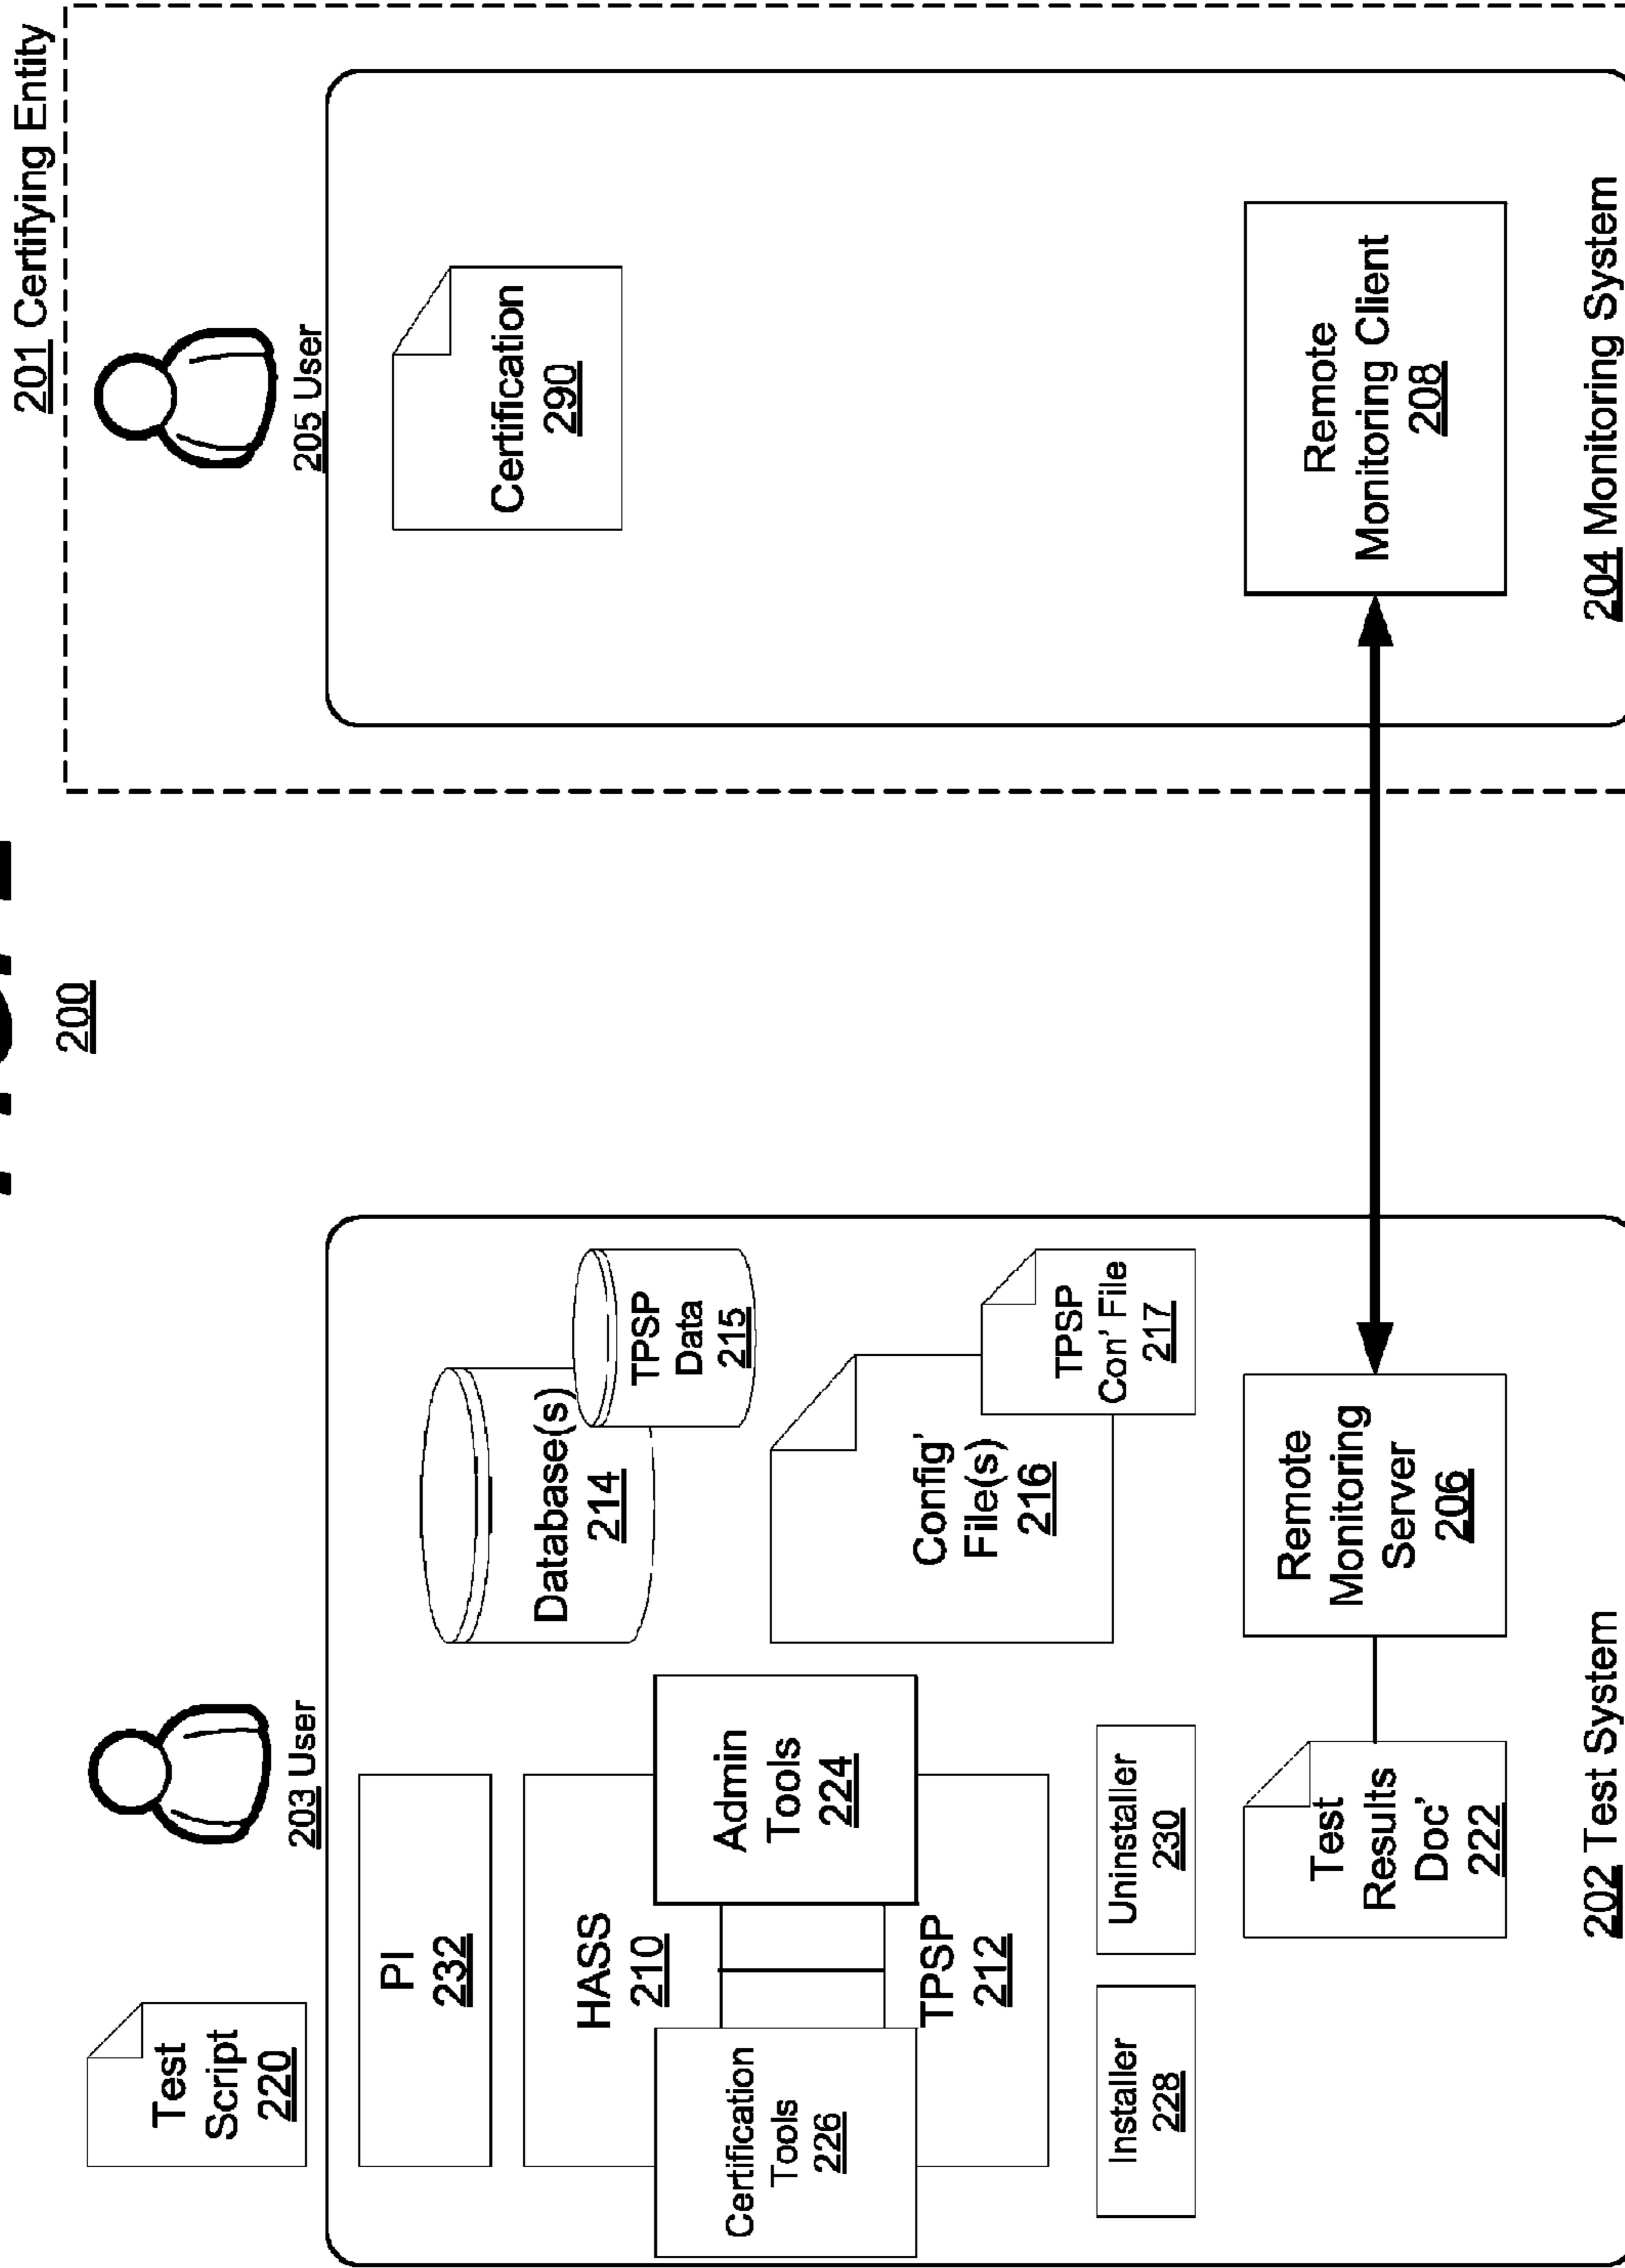 200
201 Certifying Entity
Test
Script
220
203 User
205 User
PI
232
HASS
210
Admin
Tools
224
Certification
Tools
226
TPSP
212
Database(s)
214
TPSP
Data
215
Config'
File(s)
216
TPSP
Con' File
217
Installer
228
Uninstaller
230
Test
Results
Doc'
222
Remote
Monitoring
Server
206
202 Test System
Certification
290
Remote
Monitoring Client
208
204 Monitoring System